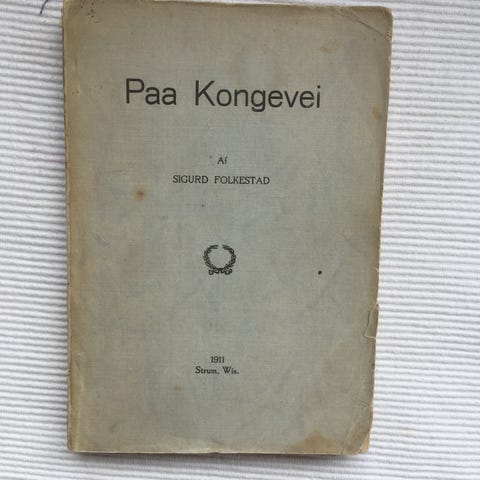 Paa Kongevei
Af
SIGURD FOLKESTAD
1911
Strum, Wis.